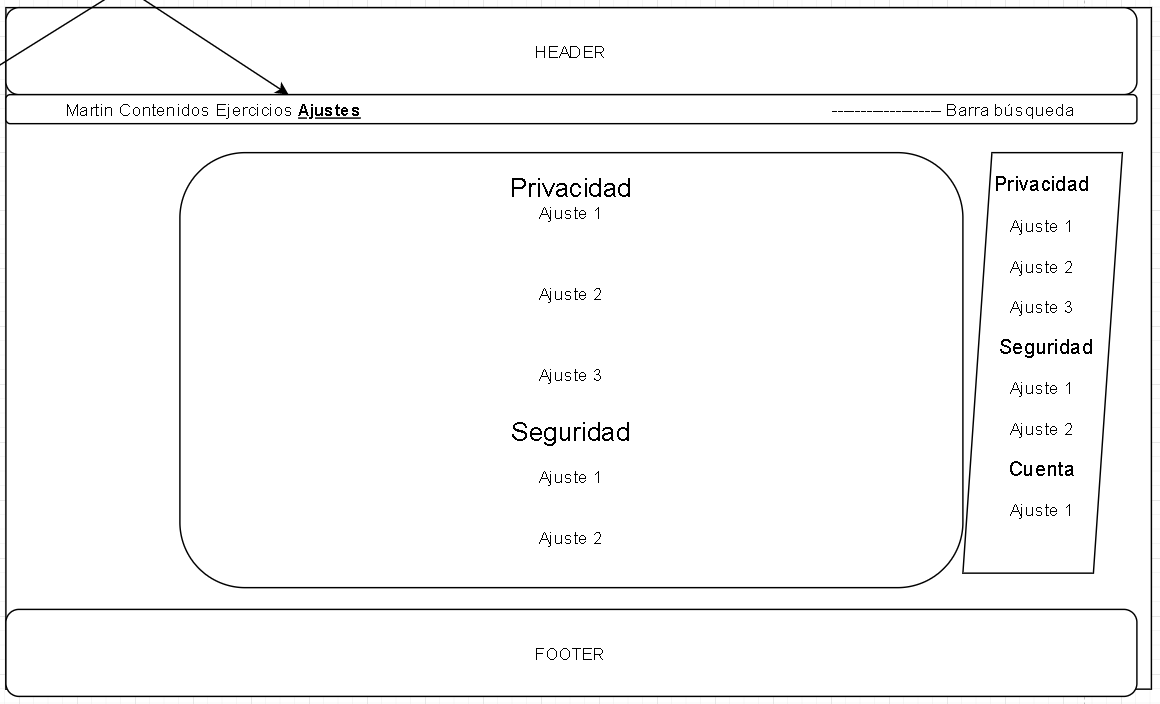 HEADER
Martin Contenidos Ejercicios Ajustes
------------------- Barra búsqueda
Privacidad
Ajuste 1
Ajuste 2
Ajuste 3
Seguridad
Ajuste 1
Ajuste 2
Privacidad
Ajuste 1
Ajuste 2
Ajuste 3
Seguridad
Ajuste 1
Ajuste 2
Cuenta
Ajuste 1
FOOTER